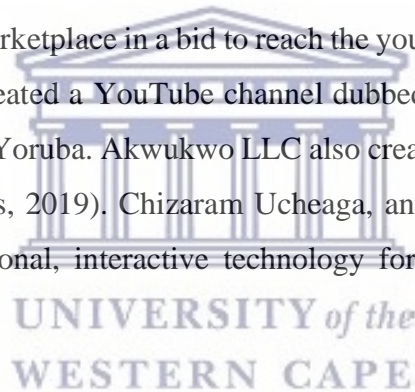 rketplace in a bid to reach the you
eated a YouTube channel dubbed
Yoruba. Akwukwo LLC also crea
s, 2019). Chizaram Ucheaga, an
onal, interactive technology for
UNIVERSITY of the
WESTERN CAPE